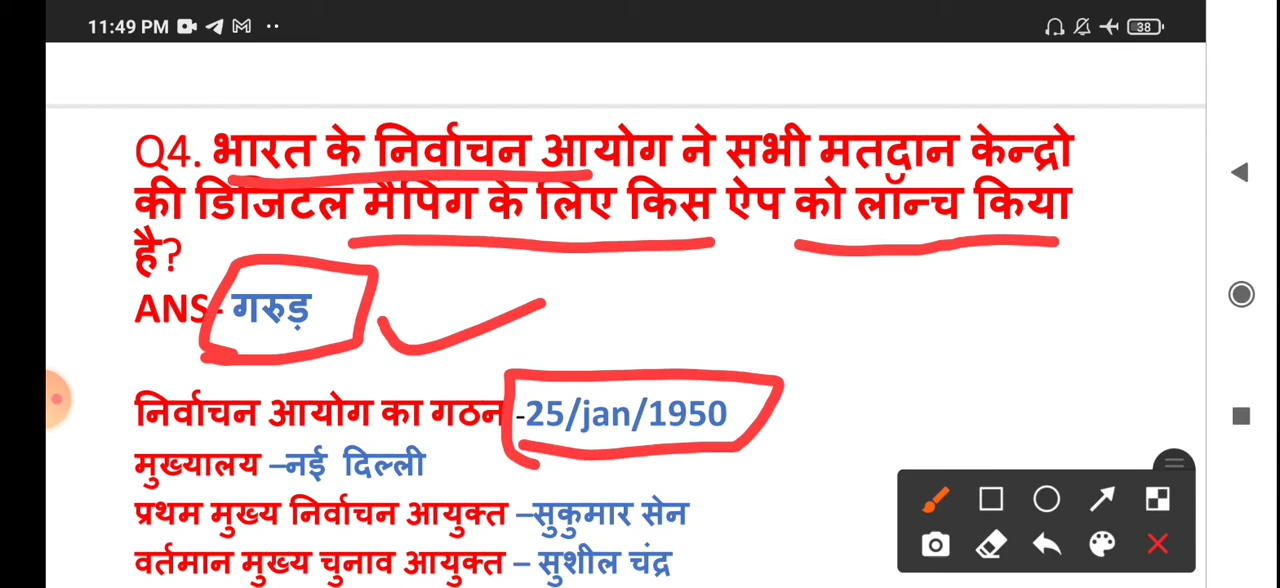 11:49 PM
38
Q4. भारत के निर्वाचन आयोग ने सभी मतदान केन्द्रो
की डिजिटल मैपिंग के लिए किस ऐप को लॉन्च किया
है?
ANS- गरुड़
निर्वाचन आयोग का गठन -25/jan/1950
मुख्यालय –नई दिल्ली
प्रथम मुख्य निर्वाचन आयुक्त –सुकुमार सेन
वर्तमान मुख्य चुनाव आयुक्त – सुशील चंद्र